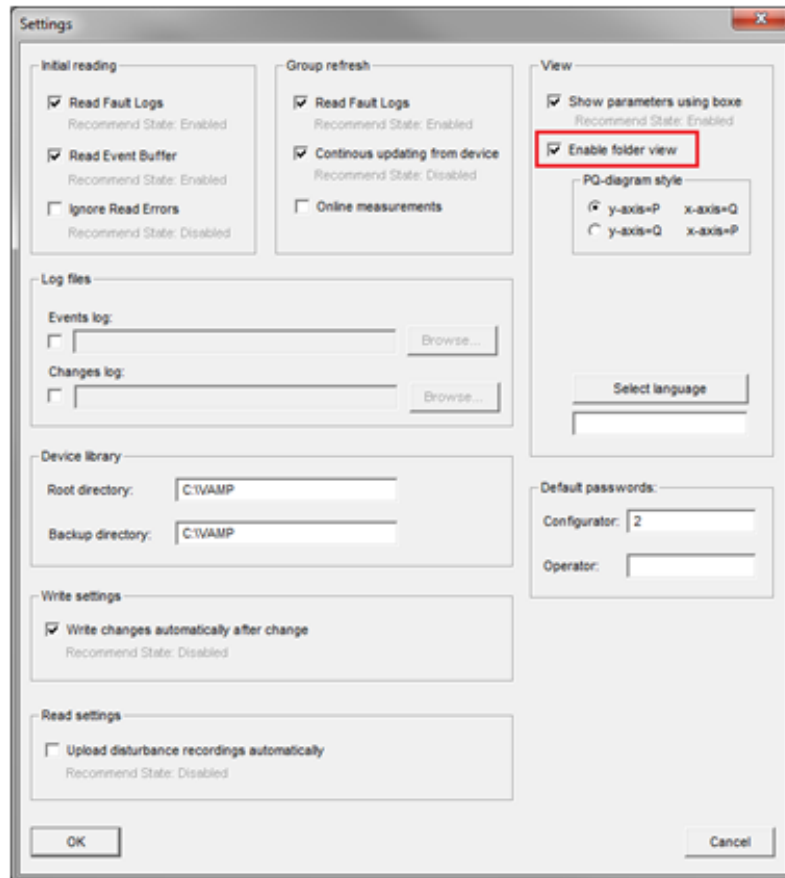 Settings
Initial reading
Read Fault Logs
Recommend State: Enabled
Read Event Buffer
Recommend State: Enabled
Ignore Read Errors
Recommend State: Disabled
Group refresh
Read Fault Logs
Recommend State: Enabled
Continous updating from device
Recommend State: Disabled
Online measurements
View
Show parameters using boxe
Recommend State: Enabled
Enable folder view
PQ-diagram style
y-axis=P x-axis=Q
y-axis=Q x-axis=P
Select language
Log files
Events log:
Browse...
Changes log:
Browse...
Device library
Root directory: C:\VAMP
Backup directory: C:\VAMP
Default passwords:
Configurator: 2
Operator:
Write settings
Write changes automatically after change
Recommend State: Disabled
Read settings
Upload disturbance recordings automatically
Recommend State: Disabled
OK
Cancel